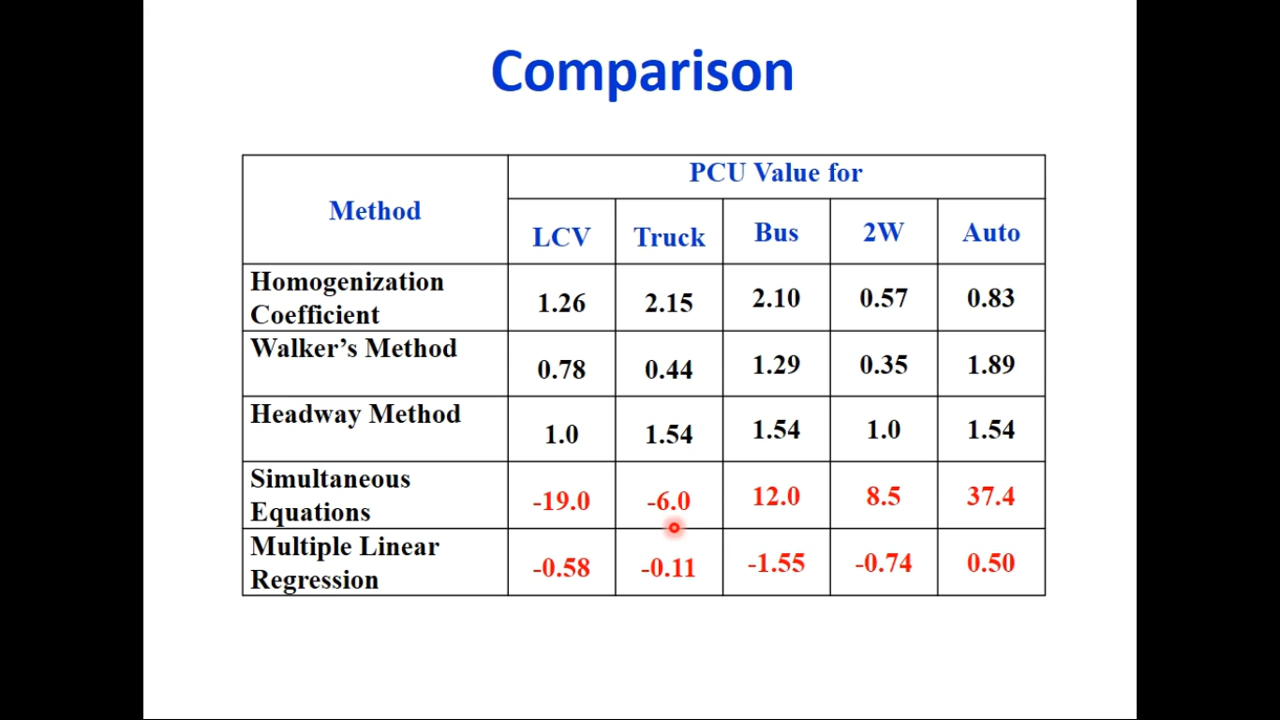 Comparison
Method
PCU Value for
LCV Truck Bus 2W Auto
Homogenization
Coefficient
1.26 2.15 2.10 0.57 0.83
Walker’s Method
0.78 0.44 1.29 0.35 1.89
Headway Method
1.0 1.54 1.54 1.0 1.54
Simultaneous
Equations
-19.0 -6.0 12.0 8.5 37.4
Multiple Linear
Regression
-0.58 -0.11 -1.55 -0.74 0.50